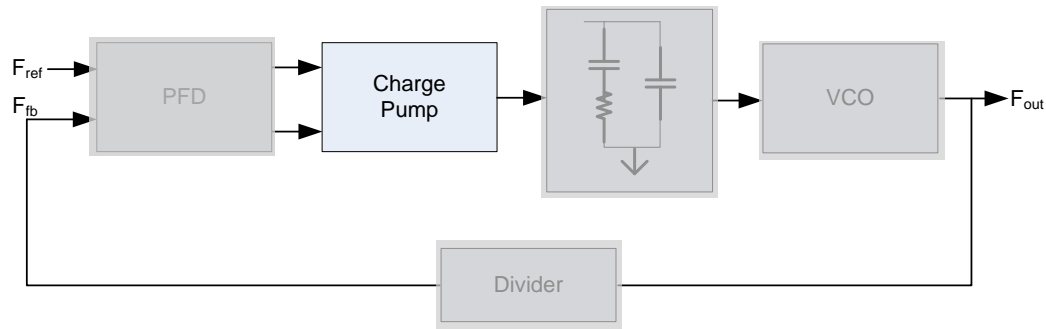 F_ref
F_fb
PFD
Charge
Pump
VCO
F_out
Divider